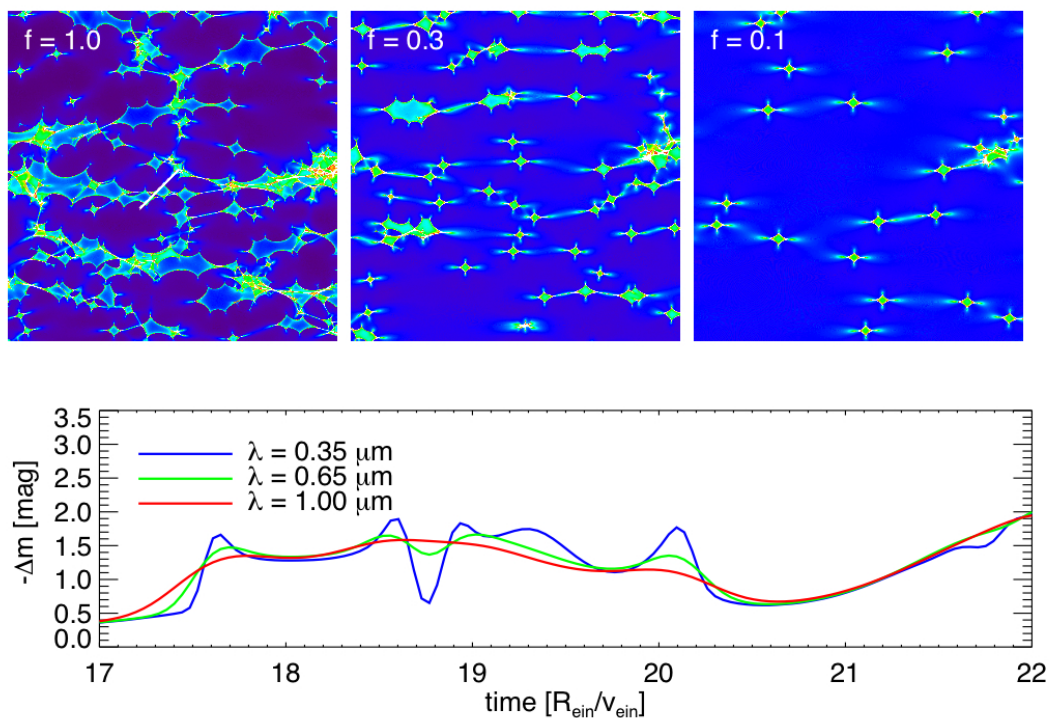 f = 1.0
f = 0.3
f = 0.1
3.5
3.0
2.5
2.0
1.5
1.0
0.5
0.0
-Δm [mag]
λ = 0.35 μm
λ = 0.65 μm
λ = 1.00 μm
17 18 19 20 21 22
time [R_ein/v_ein]